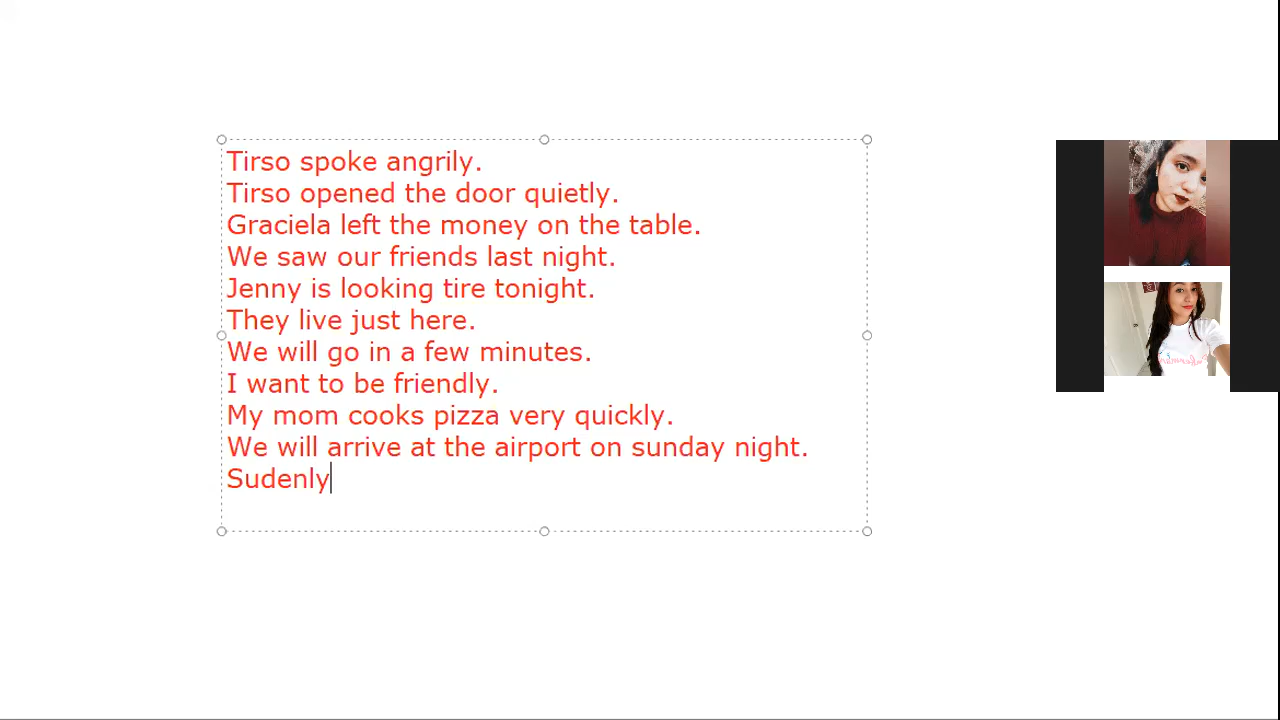 Tirso spoke angrily.
Tirso opened the door quietly.
Graciela left the money on the table.
We saw our friends last night.
Jenny is looking tire tonight.
They live just here.
We will go in a few minutes.
I want to be friendly.
My mom cooks pizza very quickly.
We will arrive at the airport on sunday night.
Sudenly